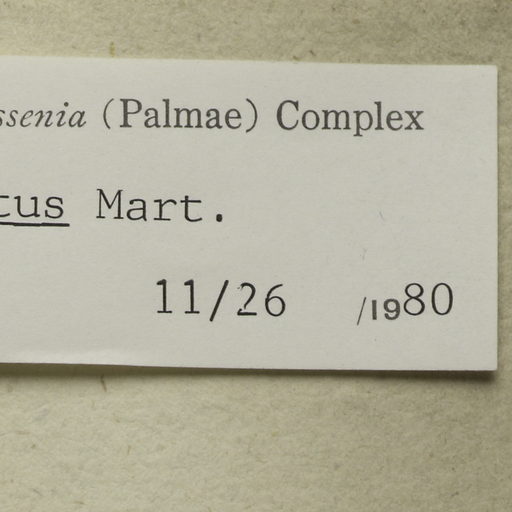 ssenia (Palmae) Complex
tus Mart.
11/26 /1980